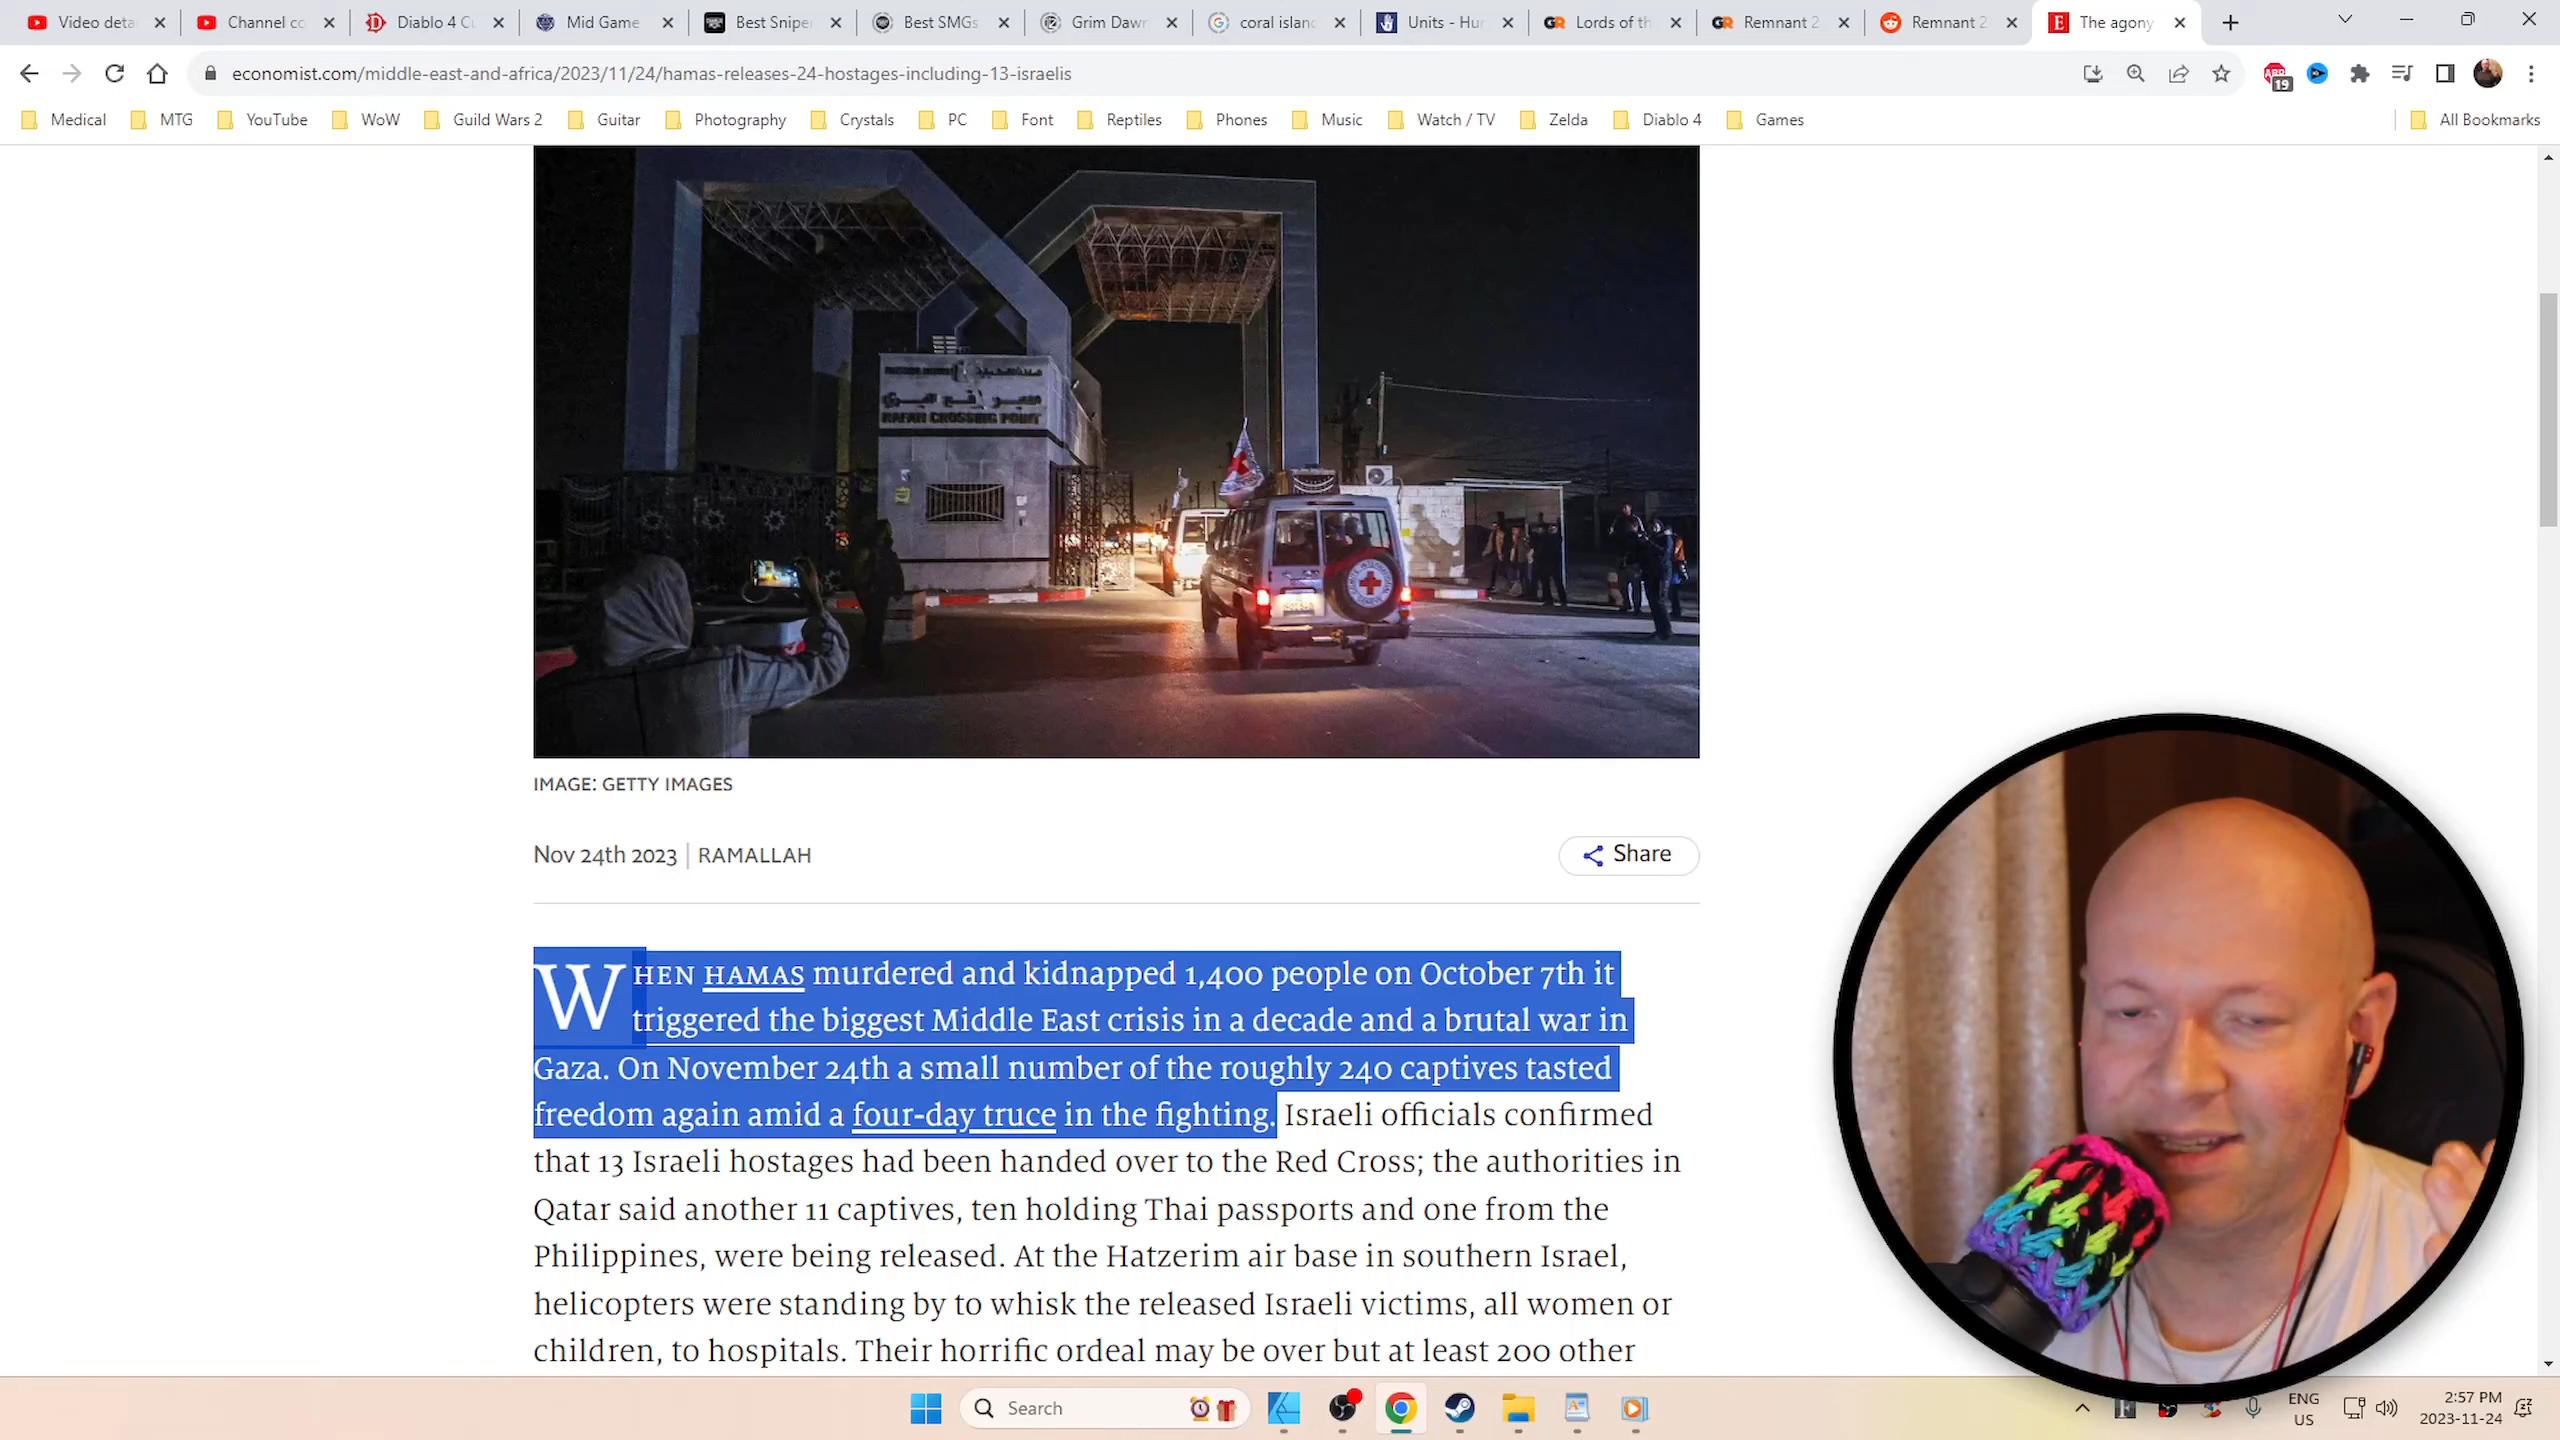 Video deta
Channel co
Diablo 4 Cu
Mid Game
Best Sniper
Best SMGs
Grim Dawn
coral island
Units - Hu
Lords of th
Remnant 2
Remnant 2
The agony
economist.com/middle-east-and-africa/2023/11/24/hamas-releases-24-hostages-including-13-israelis
19
Medical
MTG
YouTube
WoW
Guild Wars 2
Guitar
Photography
Crystals
PC
Font
Reptiles
Phones
Music
Watch / TV
Zelda
Diablo 4
Games
All Bookmarks
RAFAH CROSSING POINT
IMAGE: GETTY IMAGES
Nov 24th 2023 | RAMALLAH
Share
WHEN HAMAS murdered and kidnapped 1,400 people on October 7th it
triggered the biggest Middle East crisis in a decade and a brutal war in
Gaza. On November 24th a small number of the roughly 240 captives tasted
freedom again amid a four-day truce in the fighting. Israeli officials confirmed
that 13 Israeli hostages had been handed over to the Red Cross; the authorities in
Qatar said another 11 captives, ten holding Thai passports and one from the
Philippines, were being released. At the Hatzerim air base in southern Israel,
helicopters were standing by to whisk the released Israeli victims, all women or
children, to hospitals. Their horrific ordeal may be over but at least 200 other
Search
ENG
US
2:57 PM
2023-11-24